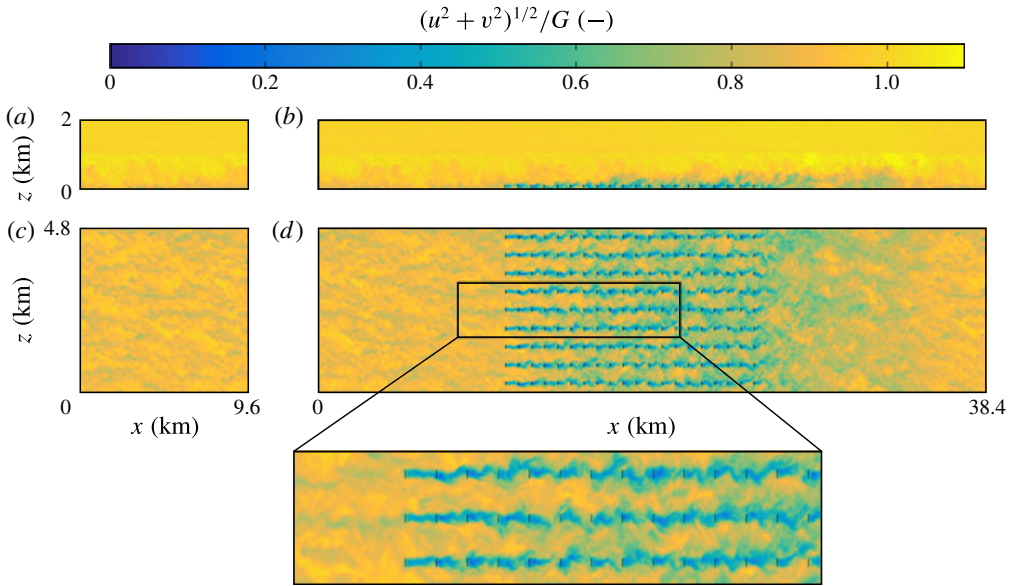 (u² + v²)¹/²/G (–)
0 0.2 0.4 0.6 0.8 1.0
(a) (b)
2
z (km)
0
(c) (d)
4.8
z (km)
0
9.6 0 38.4
x (km) x (km)